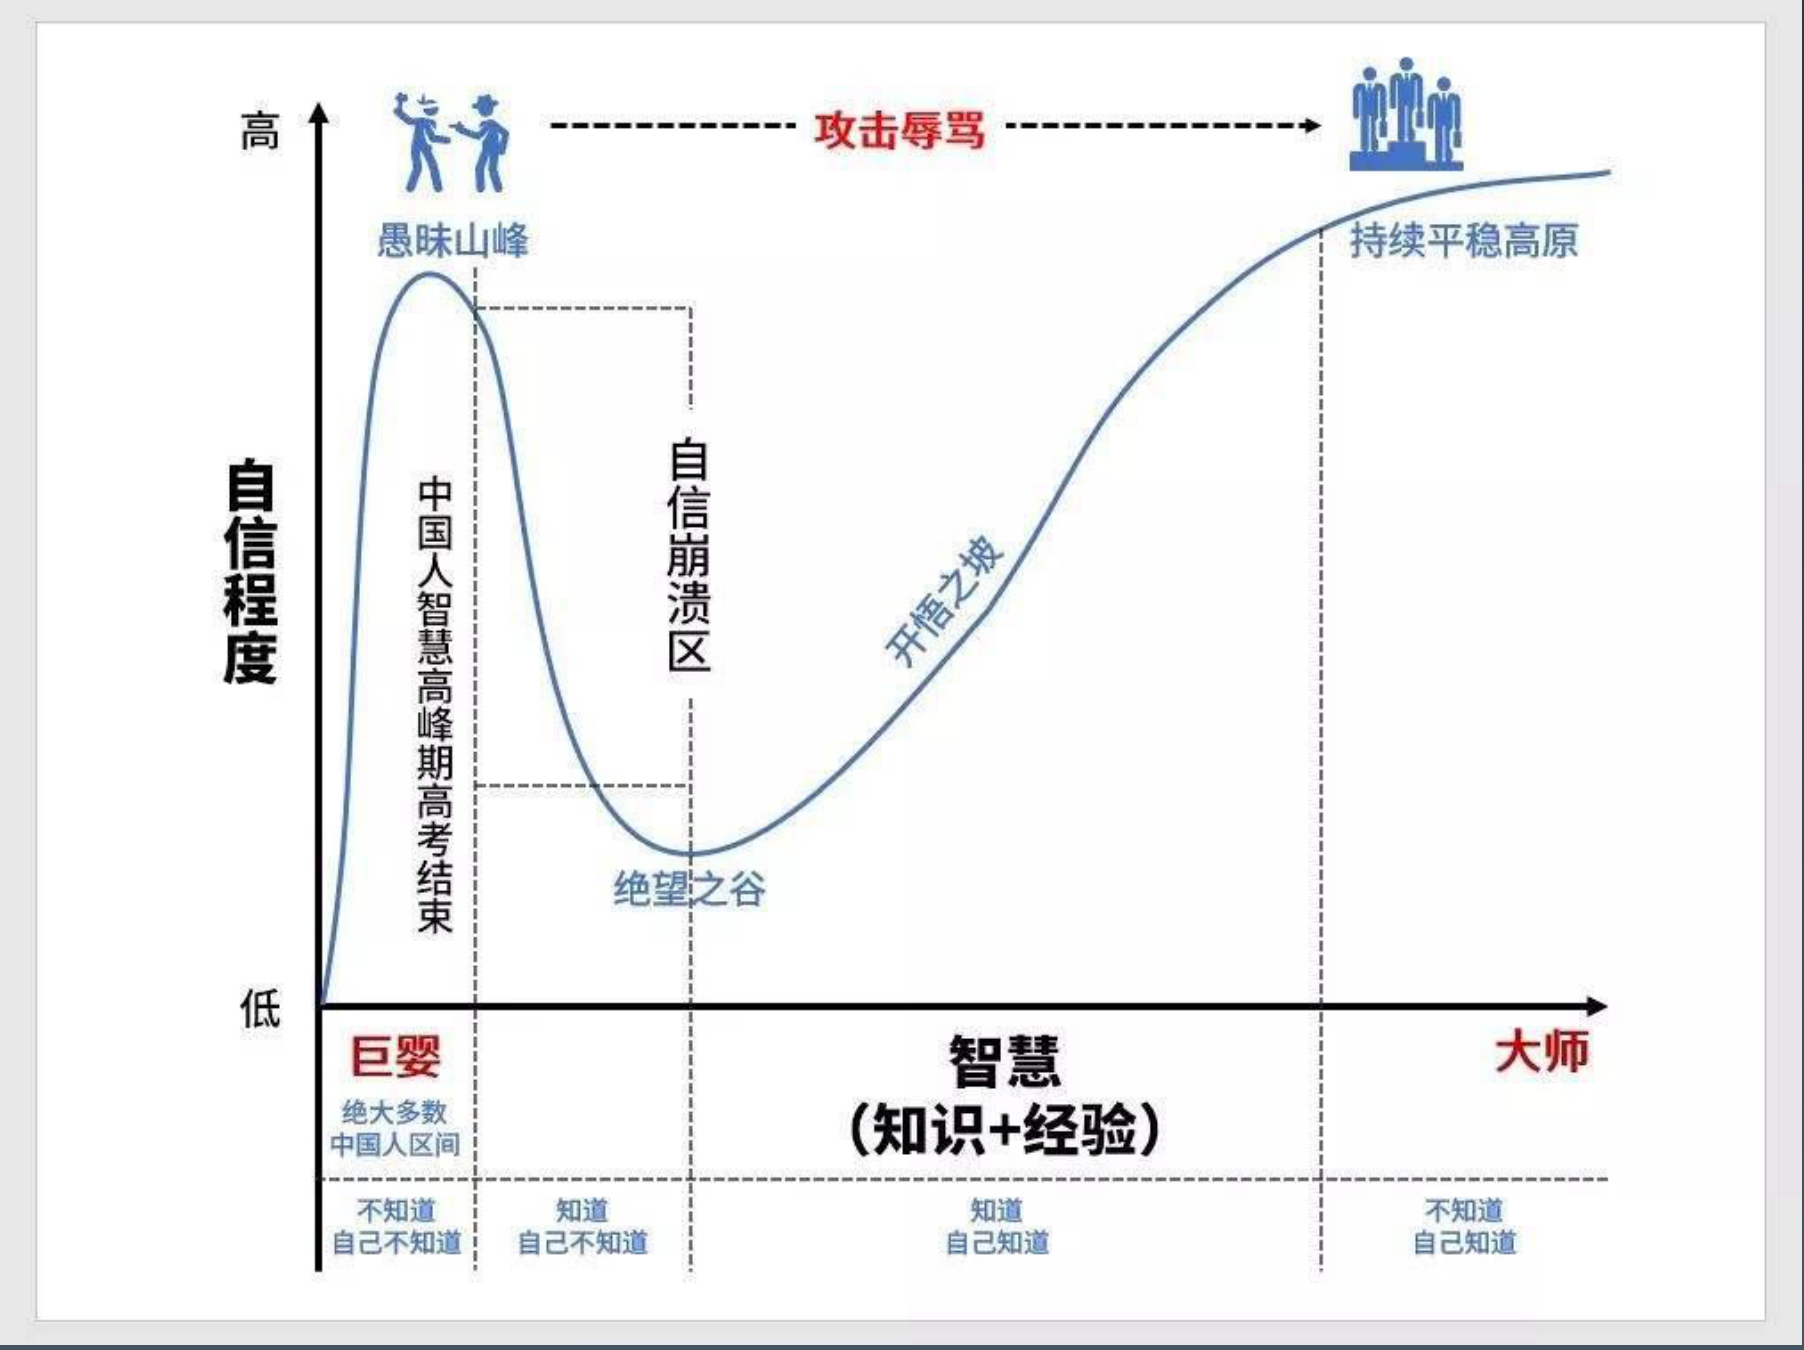 高
攻击辱骂
愚昧山峰
持续平稳高原
自信程度
中国人智慧高峰期高考结束
自信崩溃区
开悟之坡
绝望之谷
低
巨婴
绝大多数
中国人区间
智慧
（知识+经验）
大师
不知道
自己不知道
知道
自己不知道
知道
自己知道
不知道
自己知道